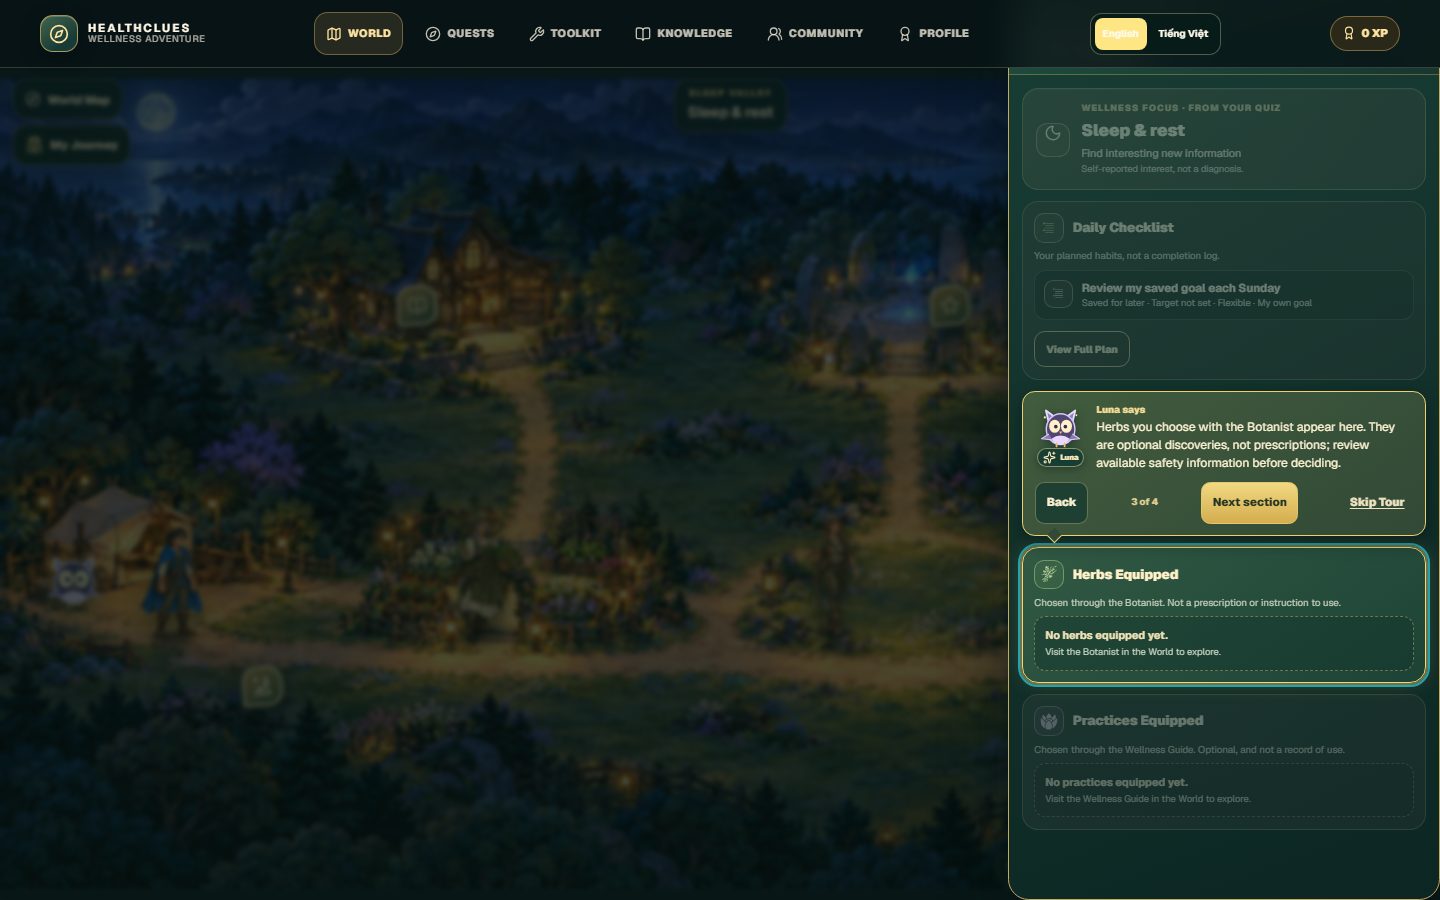 HEALTHCLUES
WELLNESS ADVENTURE
WORLD
QUESTS
TOOLKIT
KNOWLEDGE
COMMUNITY
PROFILE
English
Tiếng Việt
0 XP
World Map
My Journey
SLEEP VALLEY
Sleep & rest
WELLNESS FOCUS · FROM YOUR QUIZ
Sleep & rest
Find interesting new information
Self-reported interest, not a diagnosis.
Daily Checklist
Your planned habits, not a completion log.
Review my saved goal each Sunday
Saved for later · Target not set · Flexible · My own goal
View Full Plan
Luna says
Herbs you choose with the Botanist appear here. They
are optional discoveries, not prescriptions; review
available safety information before deciding.
Luna
Back
3 of 4
Next section
Skip Tour
Herbs Equipped
Chosen through the Botanist. Not a prescription or instruction to use.
No herbs equipped yet.
Visit the Botanist in the World to explore.
Practices Equipped
Chosen through the Wellness Guide. Optional, and not a record of use.
No practices equipped yet.
Visit the Wellness Guide in the World to explore.